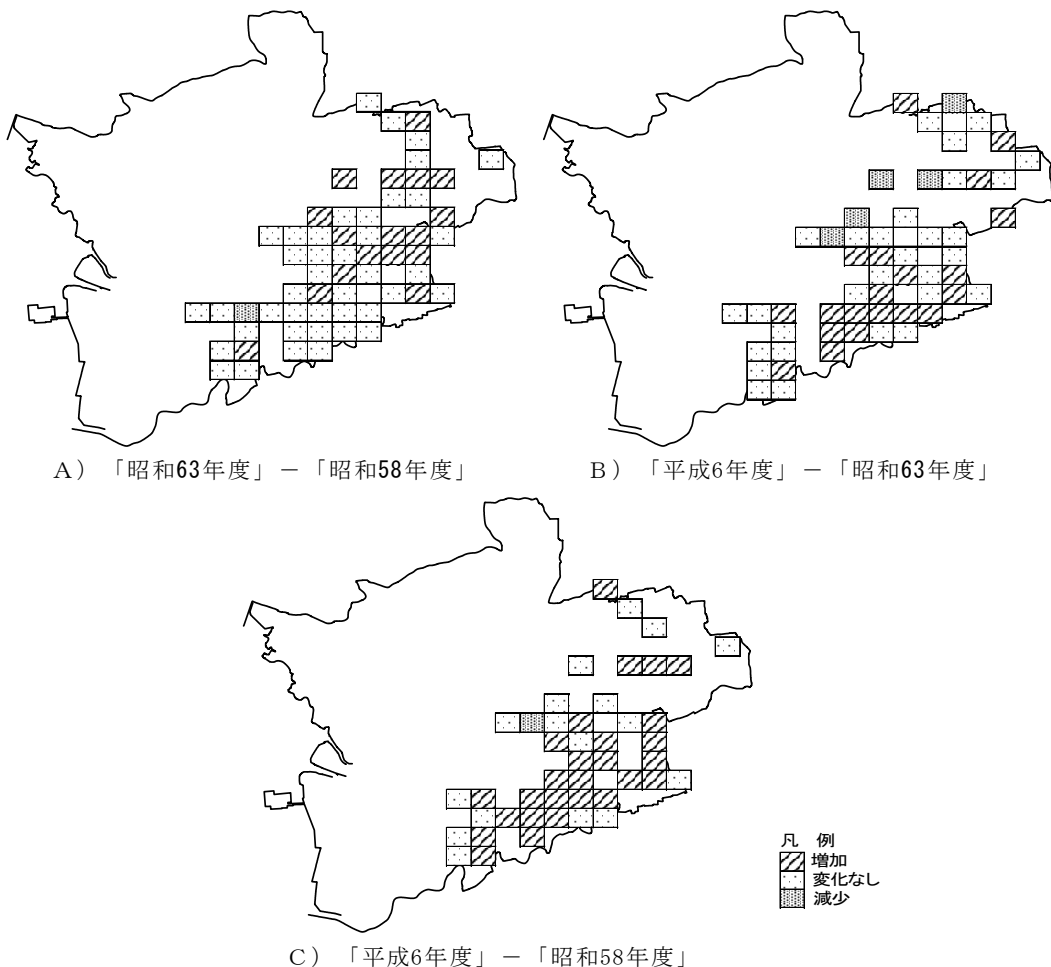 A) 「昭和63年度」－「昭和58年度」
B) 「平成6年度」－「昭和63年度」
凡 例
増加
変化なし
減少
C) 「平成6年度」－「昭和58年度」